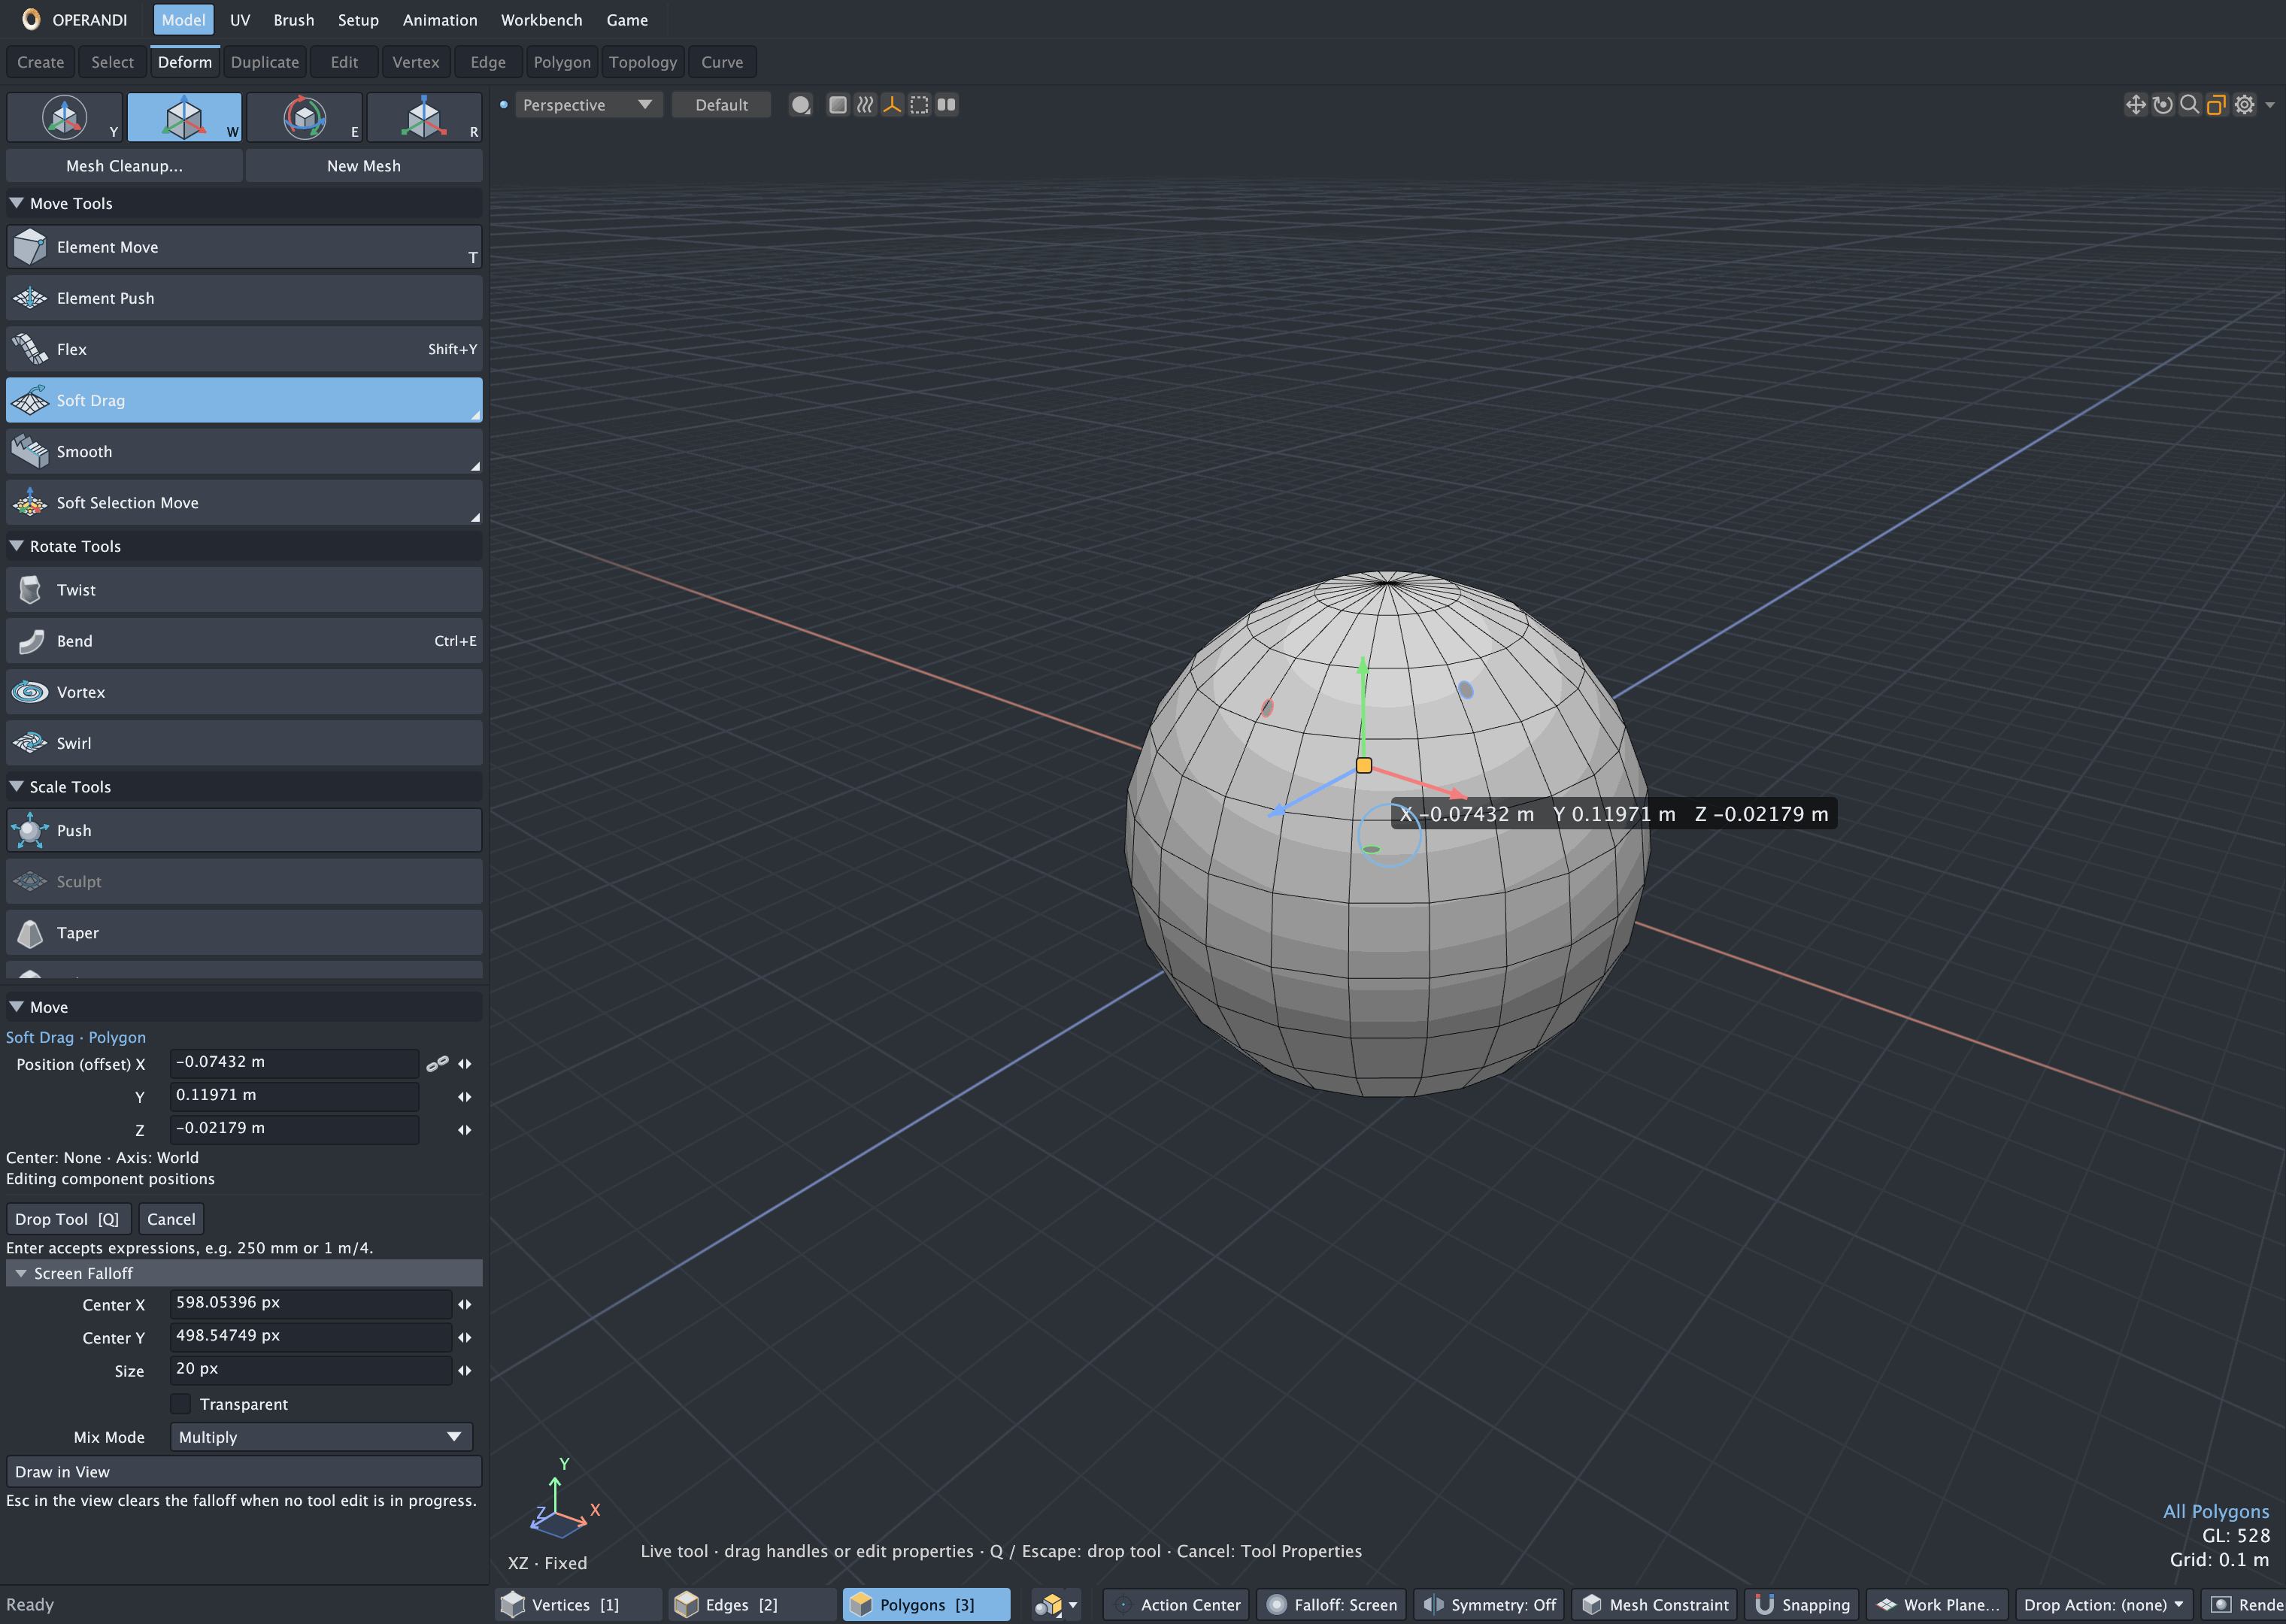 OPERANDI Model UV Brush Setup Animation Workbench Game
Create Select Deform Duplicate Edit Vertex Edge Polygon Topology Curve
Y W E R
Perspective Default
Mesh Cleanup... New Mesh
Move Tools
Element Move T
Element Push
Flex Shift+Y
Soft Drag
Smooth
Soft Selection Move
Rotate Tools
Twist
Bend Ctrl+E
Vortex
Swirl
Scale Tools
Push
Sculpt
Taper
X -0.07432 m Y 0.11971 m Z -0.02179 m
Move
Soft Drag · Polygon
Position (offset) X -0.07432 m
Y 0.11971 m
Z -0.02179 m
Center: None · Axis: World
Editing component positions
Drop Tool [Q] Cancel
Enter accepts expressions, e.g. 250 mm or 1 m/4.
Screen Falloff
Center X 598.05396 px
Center Y 498.54749 px
Size 20 px
Transparent
Mix Mode Multiply
Draw in View
Esc in the view clears the falloff when no tool edit is in progress.
Y
Z X
XZ · Fixed
Live tool · drag handles or edit properties · Q / Escape: drop tool · Cancel: Tool Properties
All Polygons
GL: 528
Grid: 0.1 m
Ready Vertices [1] Edges [2] Polygons [3] Action Center Falloff: Screen Symmetry: Off Mesh Constraint Snapping Work Plane... Drop Action: (none) Rende